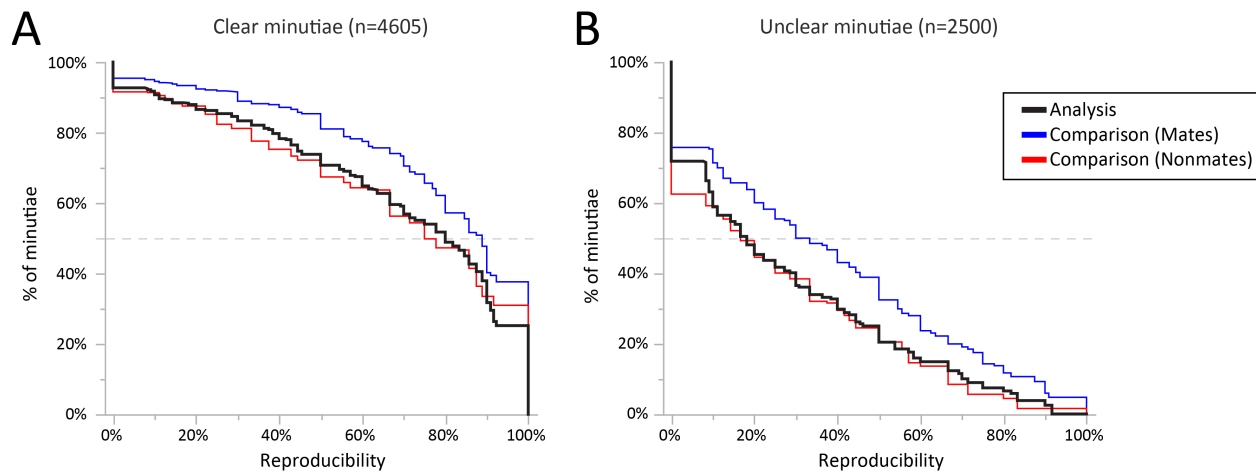 A
Clear minutiae (n=4605)
100%
80%
60%
40%
20%
0%
% of minutiae
0%
20%
40%
60%
80%
100%
Reproducibility
B
Unclear minutiae (n=2500)
100%
80%
60%
40%
20%
0%
% of minutiae
0%
20%
40%
60%
80%
100%
Reproducibility
Analysis
Comparison (Mates)
Comparison (Nonmates)